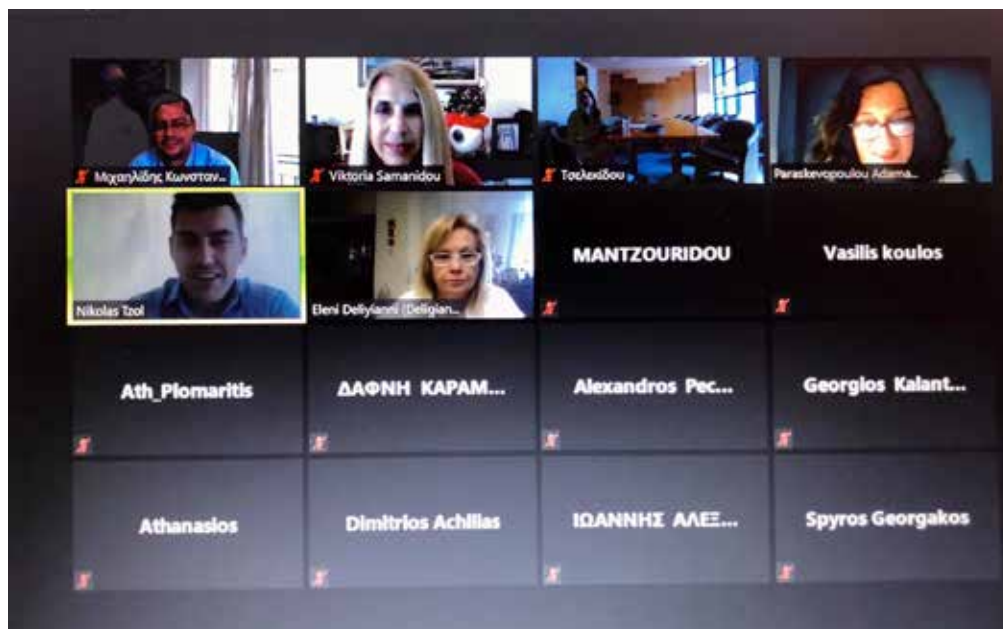 Μιχαηλίδης Κωνσταν...
Viktoria Samanidou
Τσελεκίδου
Paraskevopoulou Adama...
Nikolas Tzol
Eleni Deliyianni (Deligian...
MANTZOURIDOU
Vasilis koulos
Ath_Plomaritis
ΔΑΦΝΗ ΚΑΡΑΜ...
Alexandros Pec...
Georgios Kalant...
Athanasios
Dimitrios Achilias
ΙΩΑΝΝΗΣ ΑΛΕΞ...
Spyros Georgakos